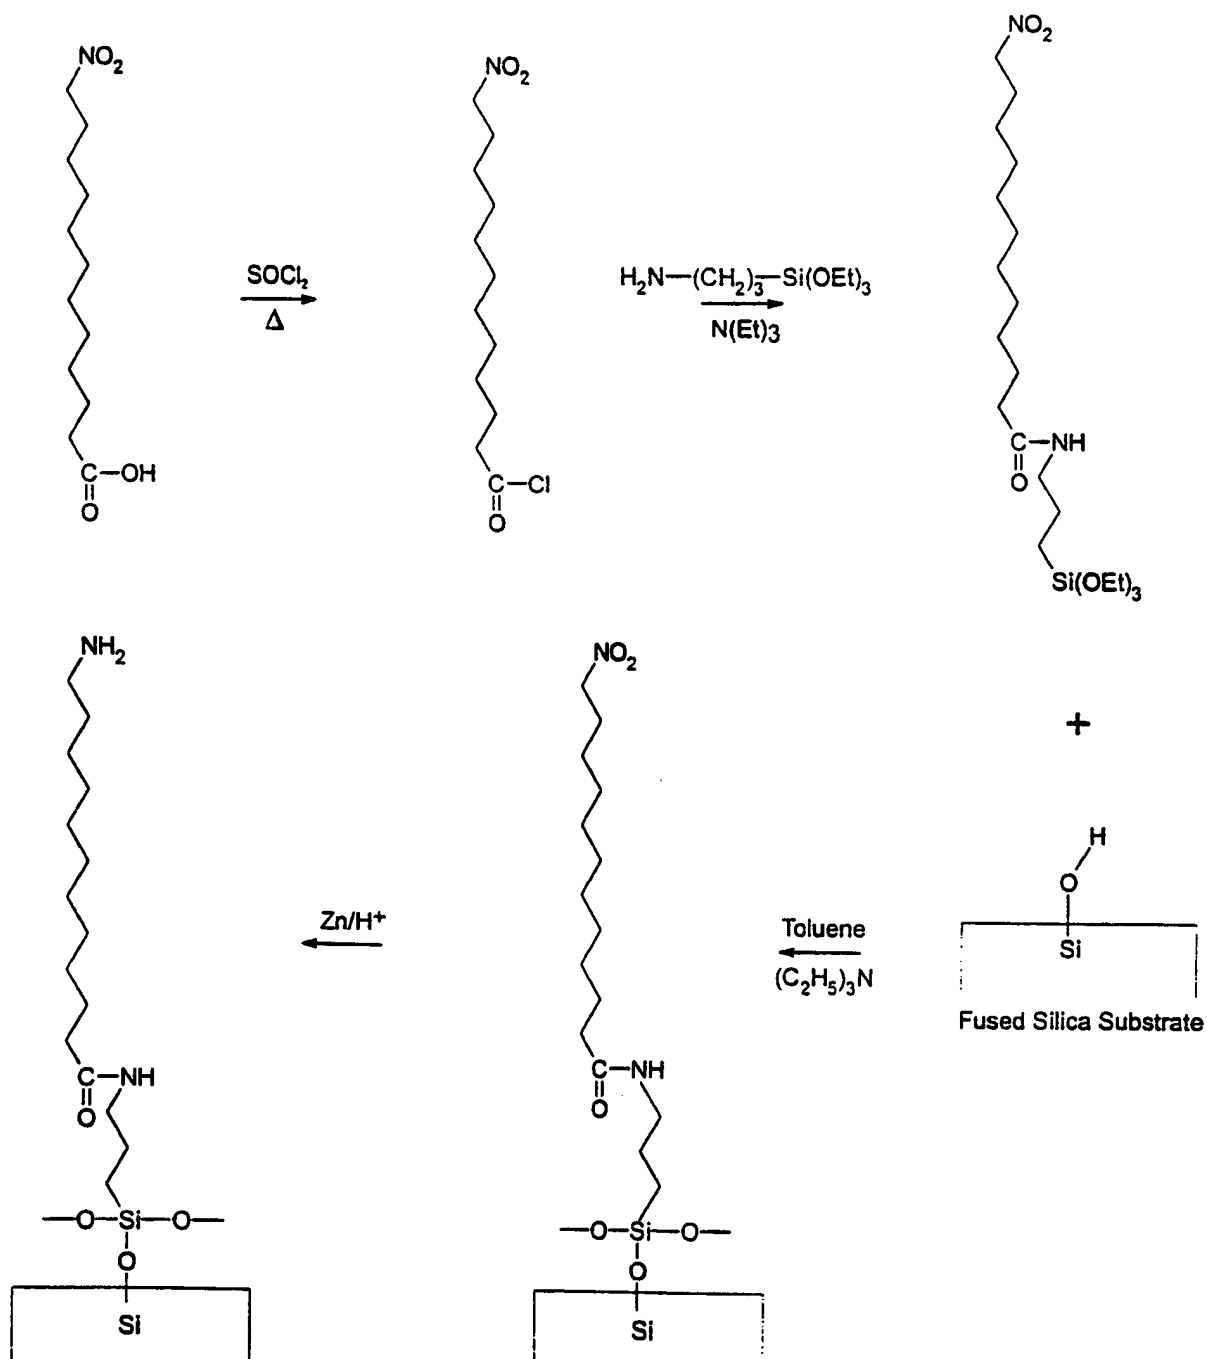 NO2
C-OH
O
SOCl2
Δ
NO2
C-Cl
O
H2N-(CH2)3-Si(OEt)3
N(Et)3
NO2
C-NH
O
Si(OEt)3
+
H
O
Si
Fused Silica Substrate
Toluene
(C2H5)3N
NO2
C-NH
O
-O-Si-O-
O
Si
Zn/H+
NH2
C-NH
O
-O-Si-O-
O
Si